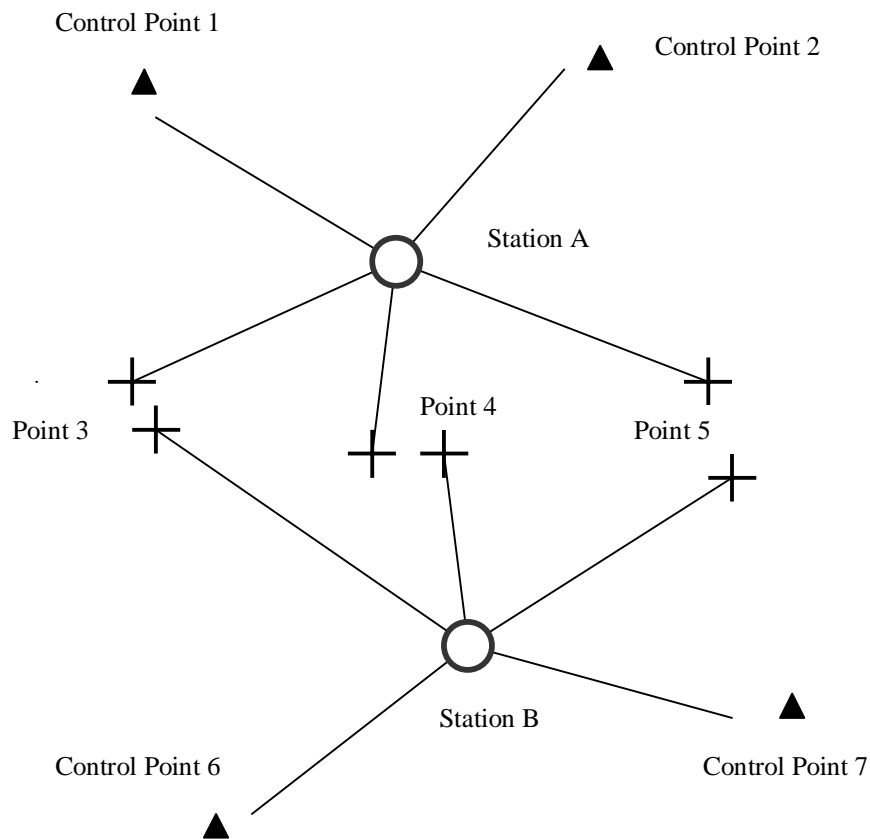 Control Point 1
Control Point 2
Station A
Point 4
Point 3
Point 5
Station B
Control Point 6
Control Point 7